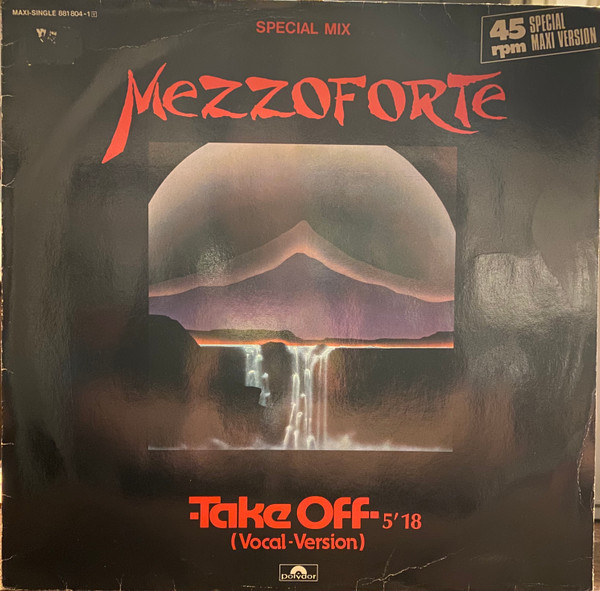 MAXI-SINGLE 881 804-1
SPECIAL MIX
45 rpm
SPECIAL
MAXI VERSION
MEZZOFORTE
-Take Off- 5'18
(Vocal-Version)
Polydor